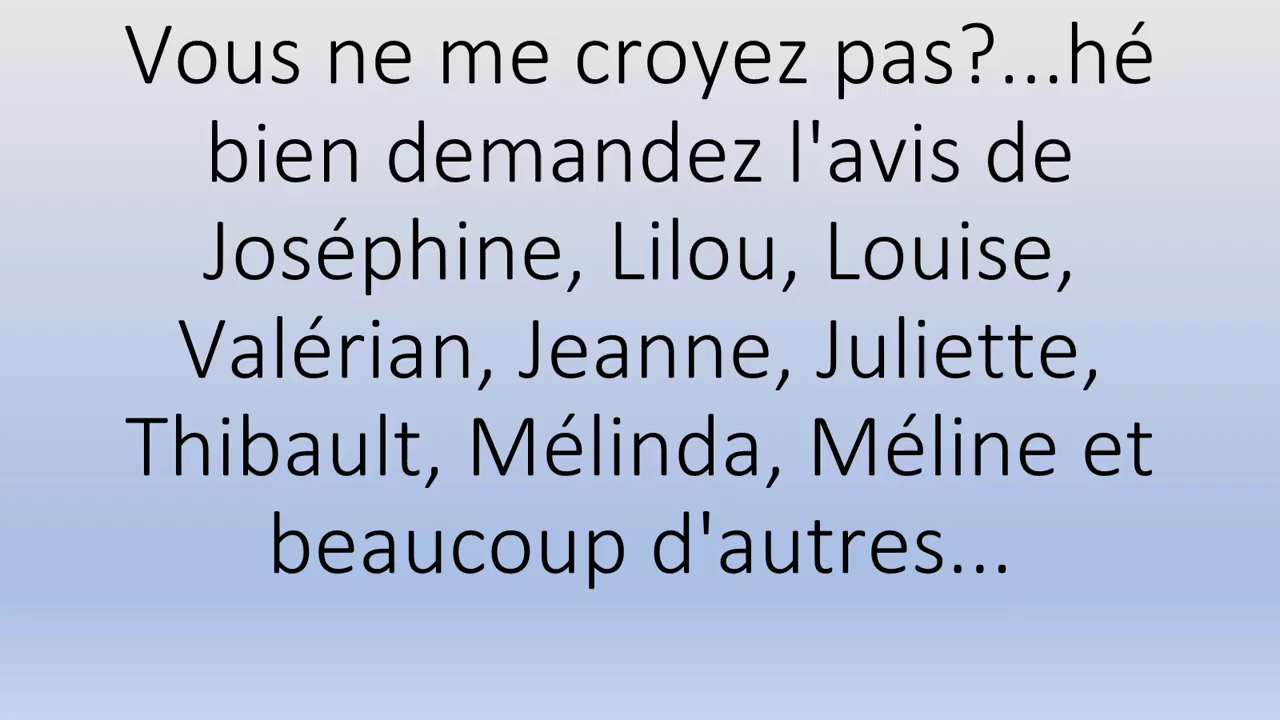 Vous ne me croyez pas?...hé
bien demandez l'avis de
Joséphine, Lilou, Louise,
Valérian, Jeanne, Juliette,
Thibault, Mélinda, Méline et
beaucoup d'autres...